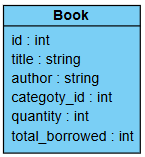 Book
id : int
title : string
author : string
categoty_id : int
quantity : int
total_borrowed : int